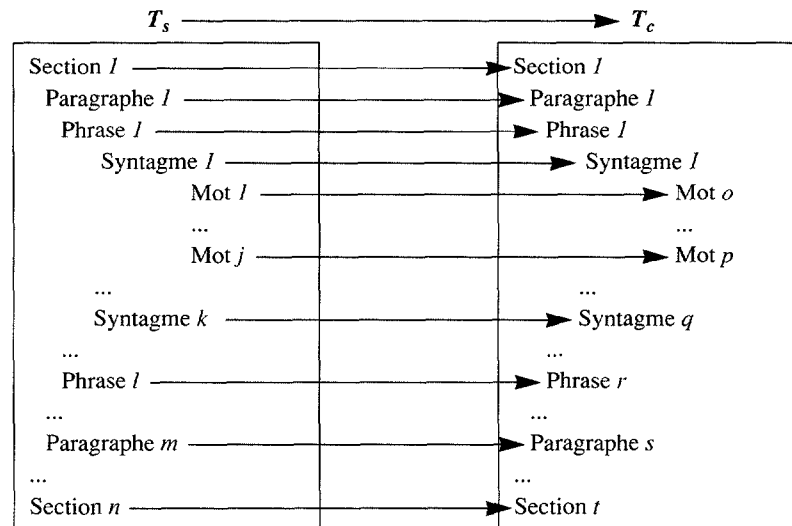 T_s T_c
Section 1 Section 1
Paragraphe 1 Paragraphe 1
Phrase 1 Phrase 1
Syntagme 1 Syntagme 1
Mot 1 Mot o
... ...
Mot j Mot p
... ...
Syntagme k Syntagme q
... ...
Phrase l Phrase r
... ...
Paragraphe m Paragraphe s
... ...
Section n Section t